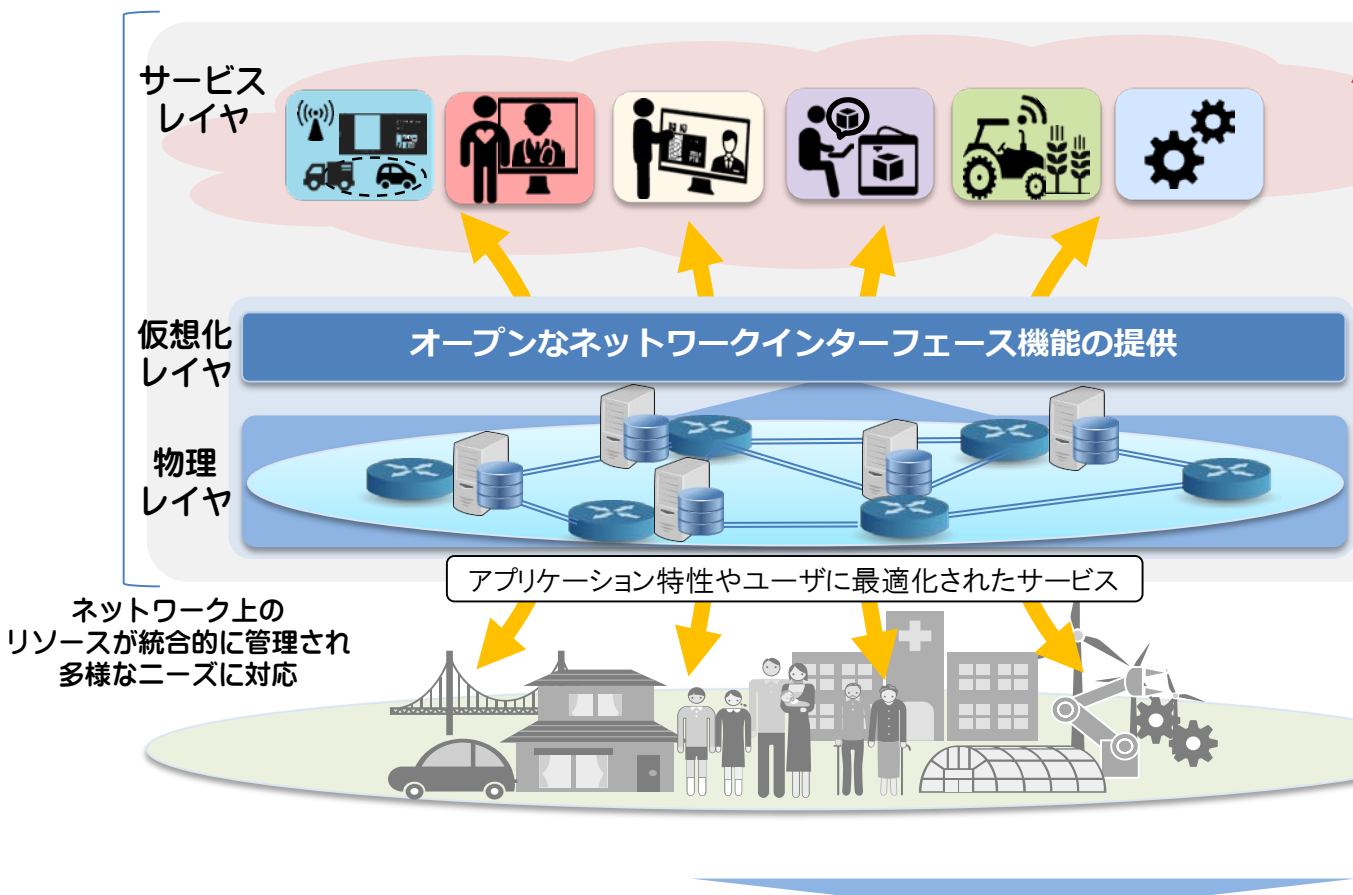 サービス
レイヤ
仮想化
レイヤ
オープンなネットワークインターフェース機能の提供
物理
レイヤ
アプリケーション特性やユーザに最適化されたサービス
ネットワーク上の
リソースが統合的に管理され
多様なニーズに対応